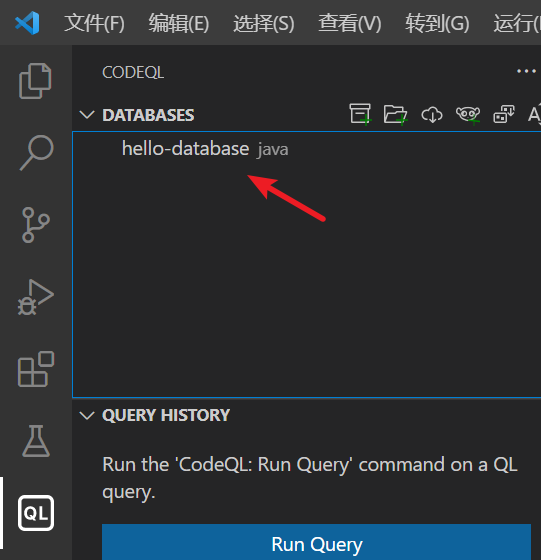 文件(F) 编辑(E) 选择(S) 查看(V) 转到(G) 运行(
CODEQL
DATABASES
hello-database java
QUERY HISTORY
Run the 'CodeQL: Run Query' command on a QL
query.
QL
Run Query